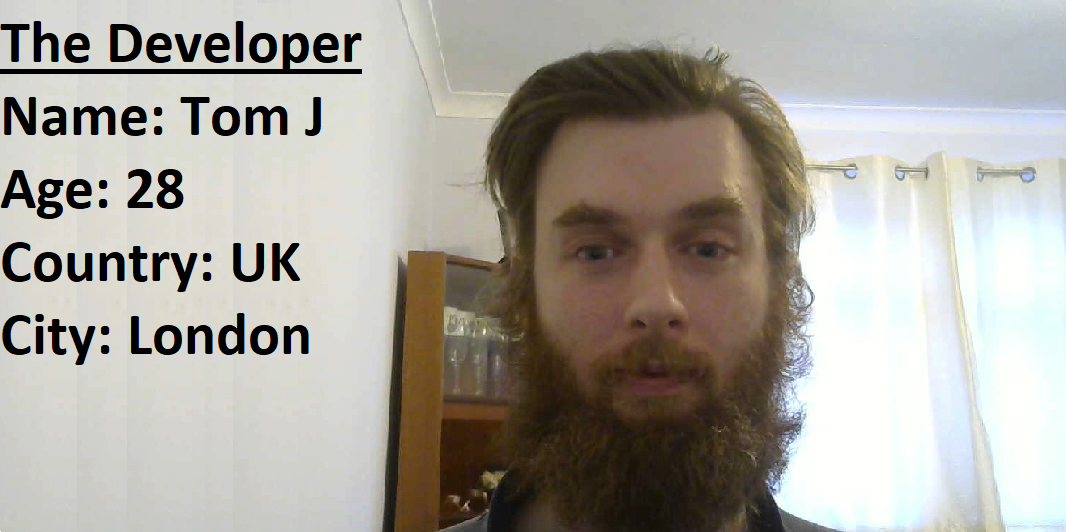 The Developer
Name: Tom J
Age: 28
Country: UK
City: London